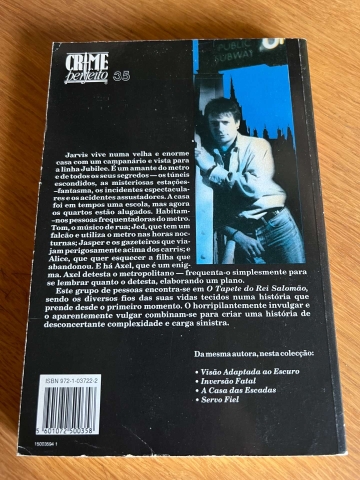 CRIME
perfeito 35
PUBLIC
SUBWAY
Jarvis vive numa velha e enorme
casa com um campanário e vista para
a linha Jubilee. É um amante do metro
e de todos os seus segredos — os túneis
escondidos, as misteriosas estações-
-fantasma, os incidentes espectacula-
res e os acidentes assustadores. A casa
foi em tempos uma escola, mas agora
os quartos estão alugados. Habitam-
-nos pessoas frequentadoras do metro.
Tom, o músico de rua; Jed, que tem um
falcão e utiliza o metro nas horas noc-
turnas; Jasper e os gazeteiros que via-
jam perigosamente acima dos carris; e
Alice, que quer esquecer a filha que
abandonou. E há Axel, que é um enig-
ma. Axel detesta o metropolitano — frequenta-o simplesmente para
se lembrar quanto o detesta, elaborando um plano.
Este grupo de pessoas encontra-se em O Tapete do Rei Salomão,
sendo os diversos fios das suas vidas tecidos numa história que
prende desde o primeiro momento. O horripilantemente invulgar e
o aparentemente vulgar combinam-se para criar uma história de
desconcertante complexidade e carga sinistra.
Da mesma autora, nesta colecção:
• Visão Adaptada ao Escuro
• Inversão Fatal
• A Casa das Escadas
• Servo Fiel
ISBN 972-1-03722-2
5 601072 500358
15003594 1